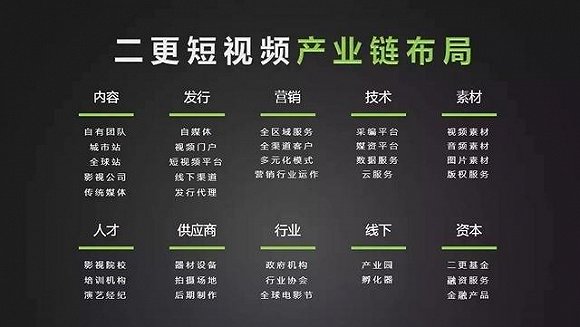 二更短视频产业链布局
内容
自有团队
城市站
全球站
影视公司
传统媒体
发行
自媒体
视频门户
短视频平台
线下渠道
发行代理
营销
全区域服务
全渠道客户
多元化模式
营销行业运作
技术
采编平台
媒资平台
数据服务
云服务
素材
视频素材
音频素材
图片素材
版权服务
人才
影视院校
培训机构
演艺经纪
供应商
器材设备
拍摄场地
后期制作
行业
政府机构
行业协会
全球电影节
线下
产业园
孵化器
资本
二更基金
融资服务
金融产品